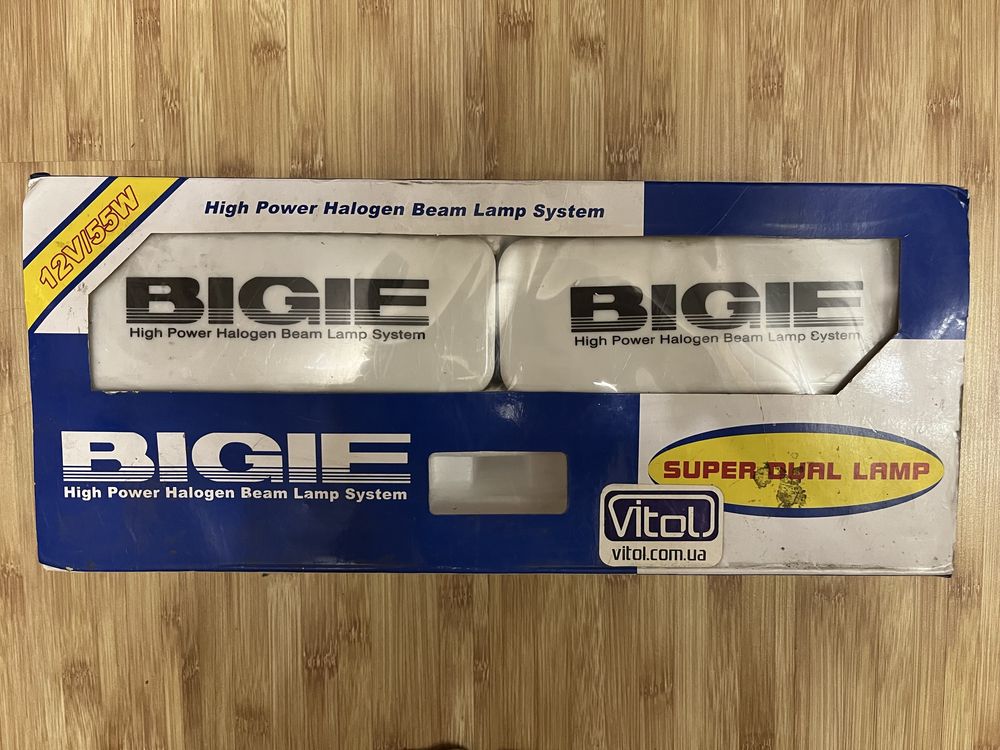 12V/55W
High Power Halogen Beam Lamp System
BIGIE
High Power Halogen Beam Lamp System
BIGIE
High Power Halogen Beam Lamp System
BIGIE
High Power Halogen Beam Lamp System
SUPER DUAL LAMP
Vitol
vitol.com.ua